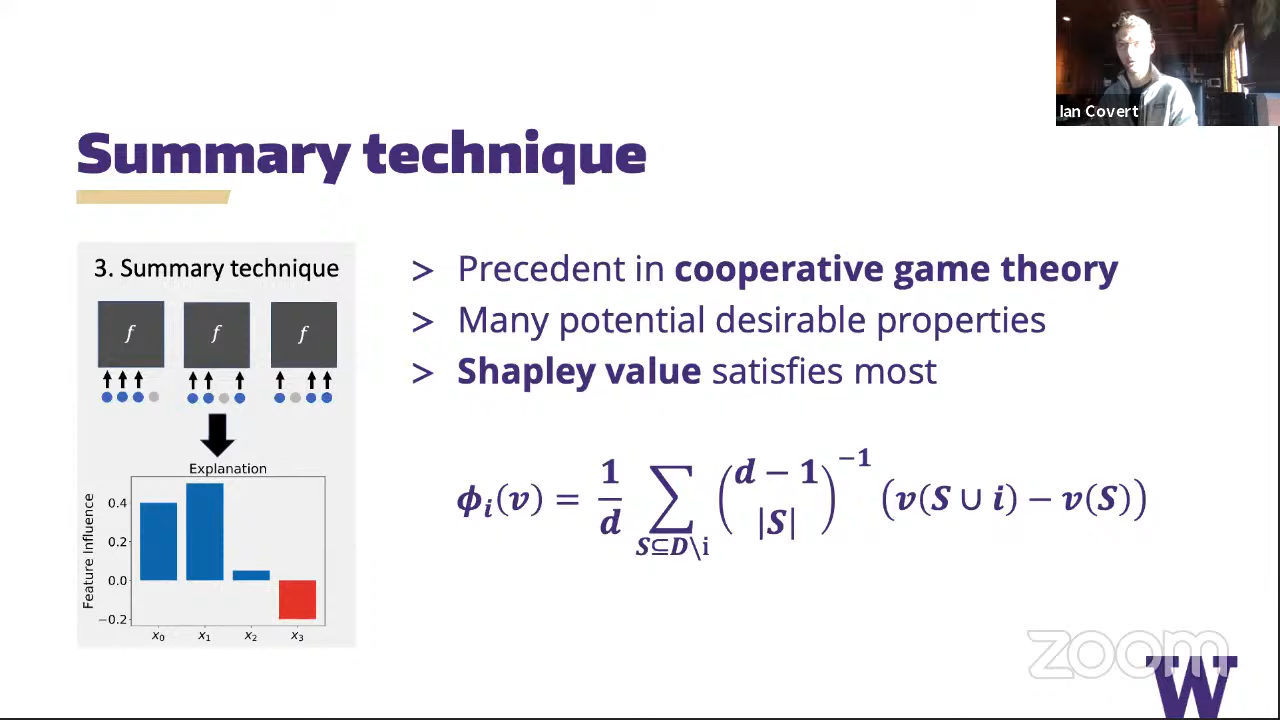 Ian Covert
Summary technique
3. Summary technique
f f f
Explanation
Feature Influence
0.4
0.2
0.0
−0.2
x₀ x₁ x₂ x₃
> Precedent in cooperative game theory
> Many potential desirable properties
> Shapley value satisfies most
ϕᵢ(v) = 1/d ∑_{S⊆D\i} (d − 1 |S|)⁻¹ (v(S ∪ i) − v(S))
zoom
W